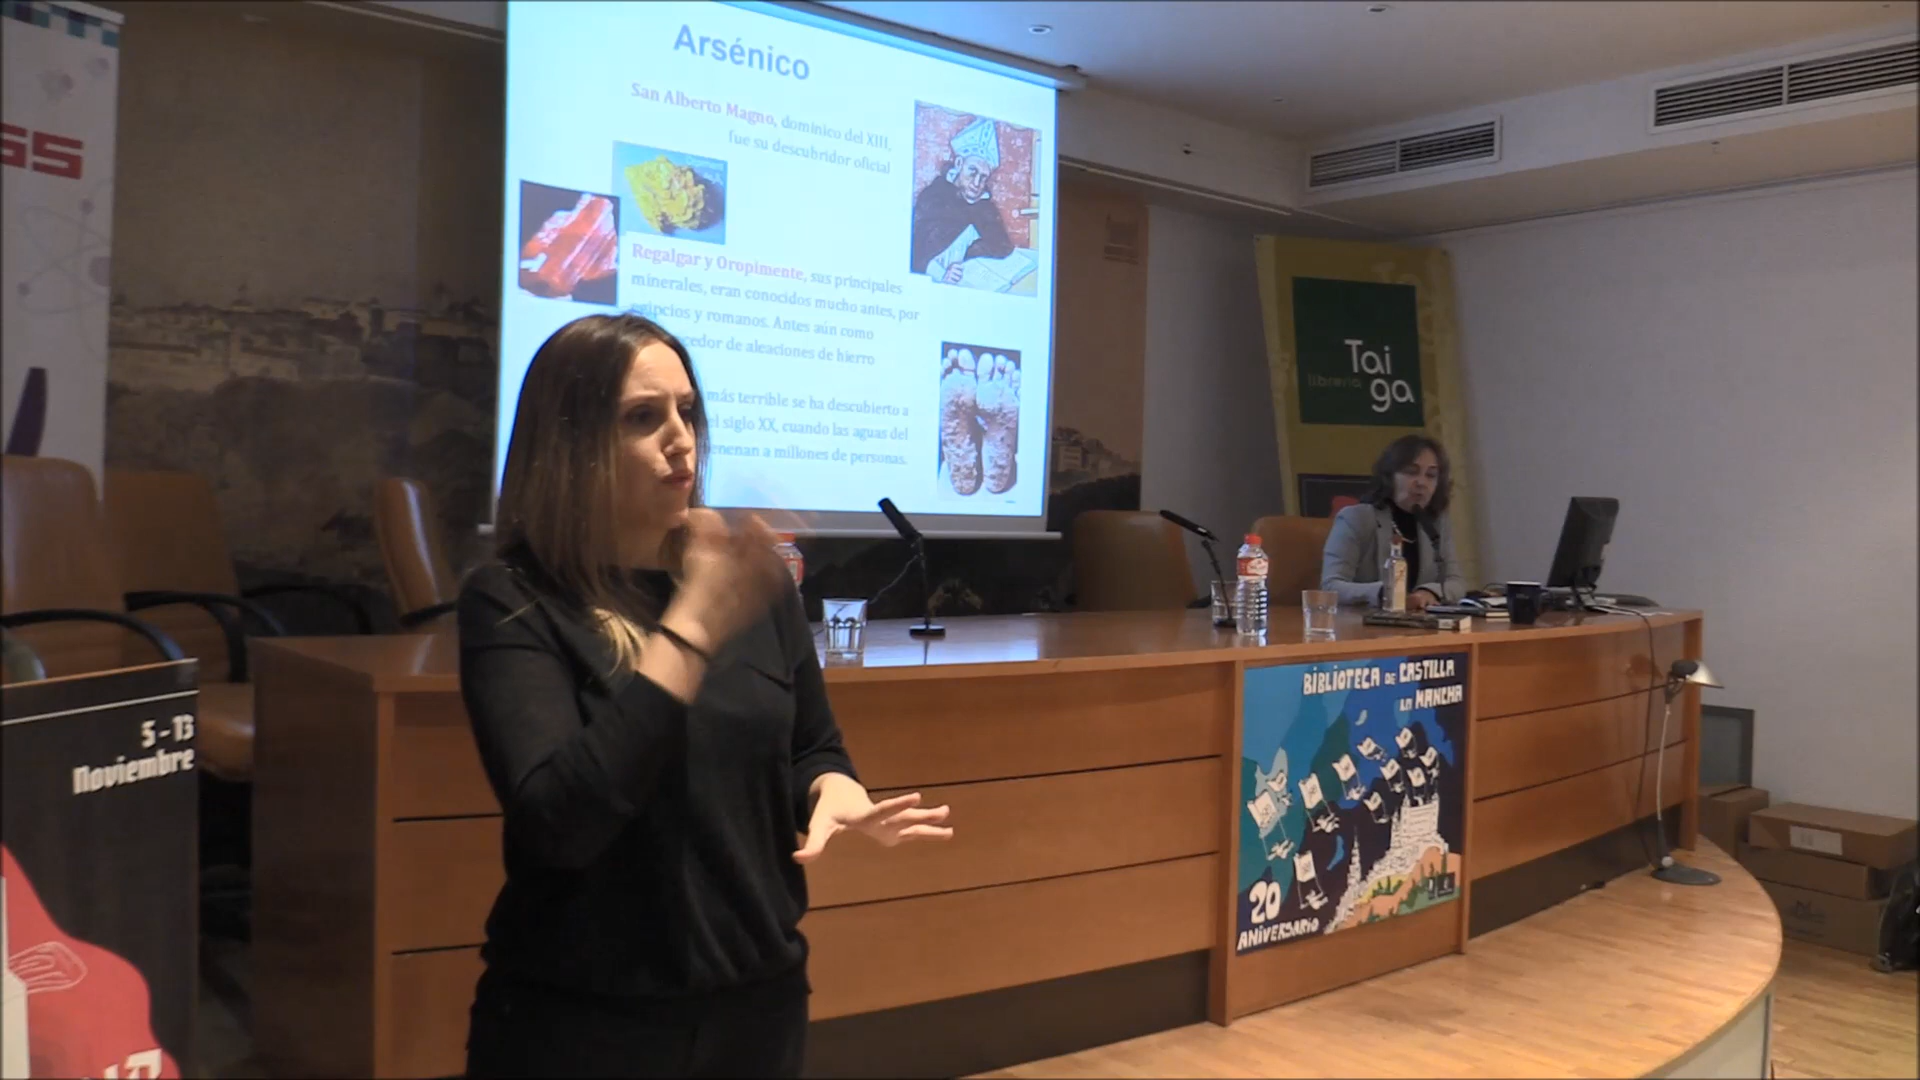 Arsénico
San Alberto Magno, dominico del XIII,
fue su descubridor oficial
Regalgar y Oropimente, sus principales
minerales, eran conocidos mucho antes, por
egipcios y romanos. Antes aún como
cedor de aleaciones de hierro
más terrible se ha descubierto a
el siglo XX, cuando las aguas del
enenan a millones de personas.
Tai
librería
ga
BIBLIOTECA DE CASTILLA
LA MANCHA
20
ANIVERSARIO
5-13
Noviembre